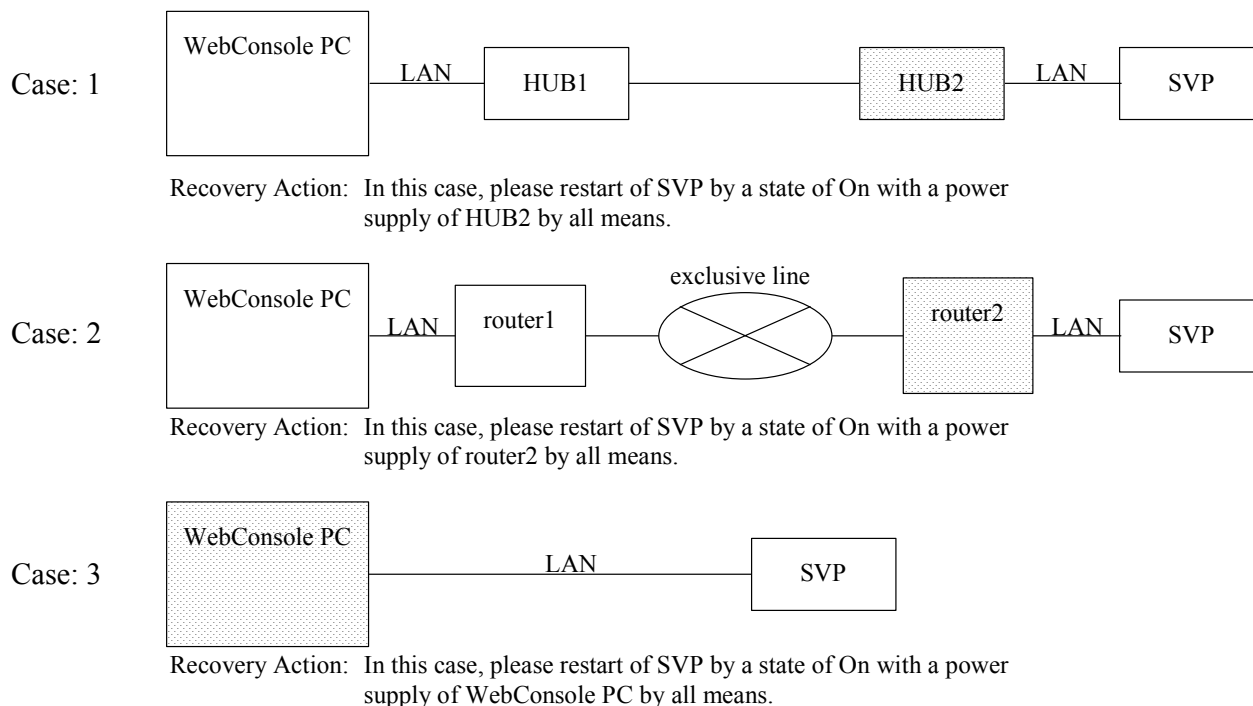 Case: 1
WebConsole PC
LAN
HUB1
HUB2
LAN
SVP
Recovery Action: In this case, please restart of SVP by a state of On with a power
supply of HUB2 by all means.
Case: 2
WebConsole PC
LAN
router1
exclusive line
router2
LAN
SVP
Recovery Action: In this case, please restart of SVP by a state of On with a power
supply of router2 by all means.
Case: 3
WebConsole PC
LAN
SVP
Recovery Action: In this case, please restart of SVP by a state of On with a power
supply of WebConsole PC by all means.